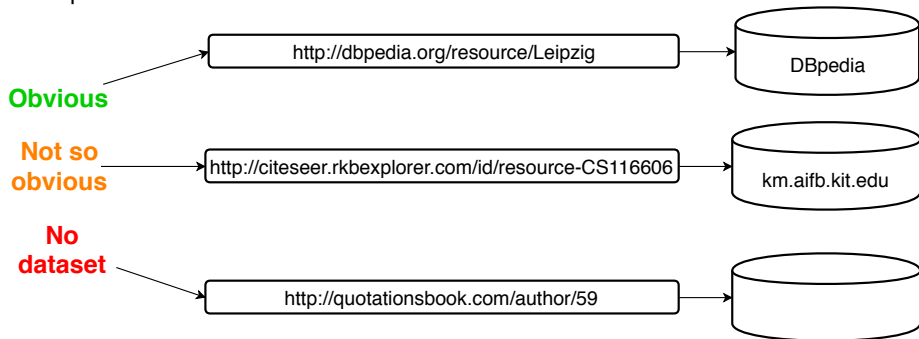 http://dbpedia.org/resource/Leipzig
DBpedia
Obvious
Not so
obvious
http://citeseer.rkbexplorer.com/id/resource-CS116606
km.aifb.kit.edu
No
dataset
http://quotationsbook.com/author/59